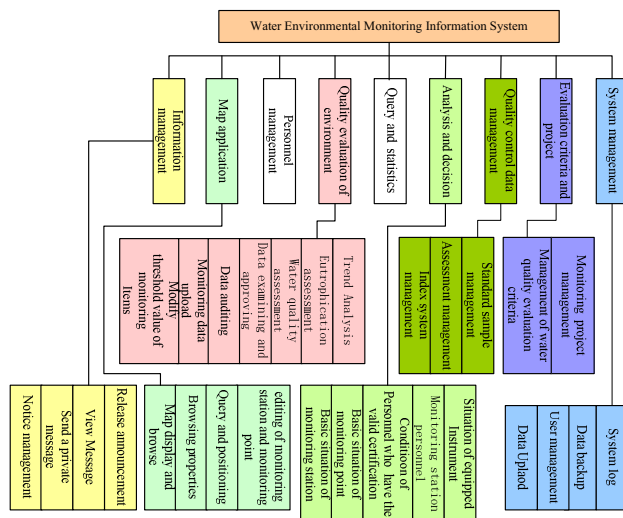 Water Environmental Monitoring Information System
Information
management
Map application
Personnel
management
Quality evaluation of
environment
Query and statistics
Analysis and decision
Quality control data
management
Evaluation criteria and
project
System management
Trend Analysis
Eutrophication
assessment
Water quality
assessment
Data examining and
approving
Data auditing
Monitoring data
upload
Modify
threshold value of
monitoring
Items
Standard sample
management
Assessment management
Index system
management
Monitoring project
management
Management of water
quality evaluation
criteria
Release announcement
View Message
Send a private
message
Notice management
editing of monitoring
station and monitoring
point
Query and positioning
Browsing properties
Map display and
browse
Situation of equipped
Instrument
Monitoring station
personnel
Conditioon of
Personnel who have the
valid certification
Basic situation of
monitoring point
Basic situation of
monitoring station
System log
Data backup
User management
Data Uplaod